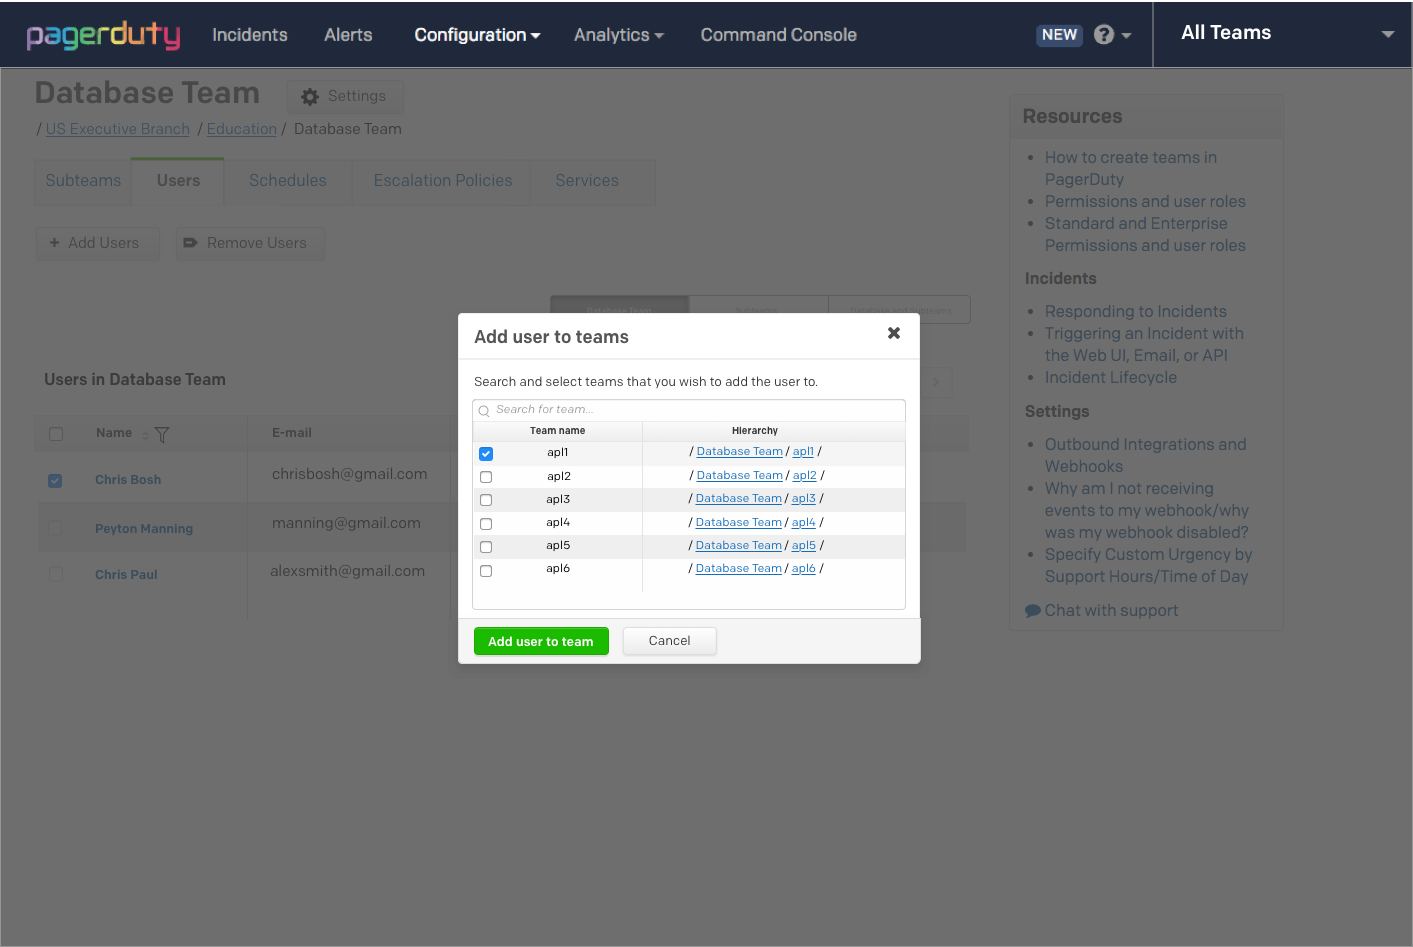 pagerduty Incidents Alerts Configuration Analytics Command Console NEW ? All Teams
Database Team Settings
/ US Executive Branch / Education / Database Team
Subteams Users Schedules Escalation Policies Services
+ Add Users Remove Users
Database Team Subteams
Users in Database Team
Name E-mail
Chris Bosh chrisbosh@gmail.com
Peyton Manning manning@gmail.com
Chris Paul alexsmith@gmail.com
Add user to teams
Search and select teams that you wish to add the user to.
Search for team...
Team name Hierarchy
apl1 / Database Team / apl1 /
apl2 / Database Team / apl2 /
apl3 / Database Team / apl3 /
apl4 / Database Team / apl4 /
apl5 / Database Team / apl5 /
apl6 / Database Team / apl6 /
Add user to team Cancel
Resources
• How to create teams in
PagerDuty
• Permissions and user roles
• Standard and Enterprise
Permissions and user roles
Incidents
• Responding to Incidents
• Triggering an Incident with
the Web UI, Email, or API
• Incident Lifecycle
Settings
• Outbound Integrations and
Webhooks
• Why am I not receiving
events to my webhook/why
was my webhook disabled?
• Specify Custom Urgency by
Support Hours/Time of Day
Chat with support